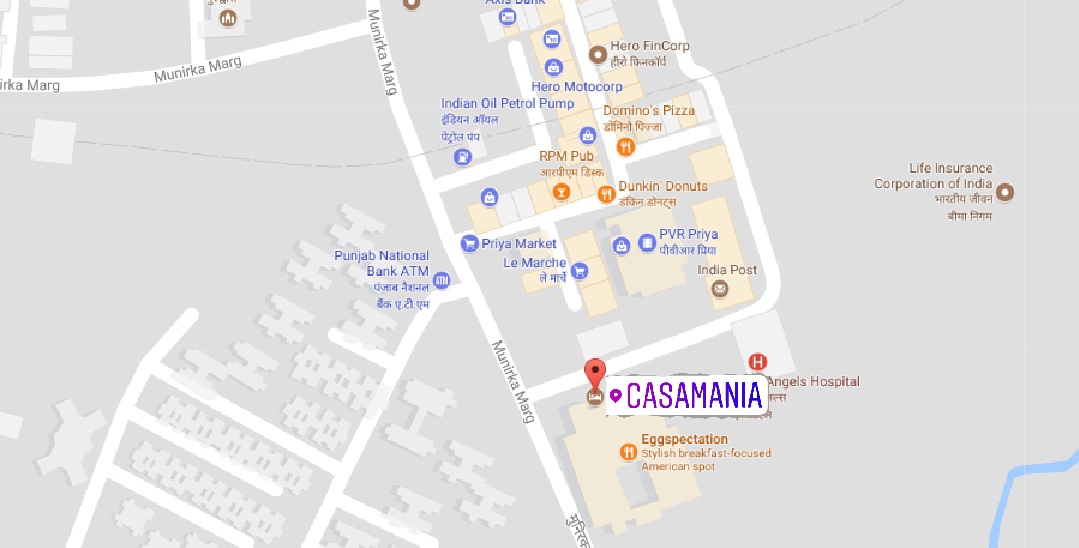 Axis Bank
Munirka Marg
Hero FinCorp
हीरो फिनकॉर्प
Munirka Marg
irka Marg
Hero Motocorp
Indian Oil Petrol Pump
इंडियन ऑयल
पेट्रोल पंप
Domino's Pizza
डोमिनो पिज्जा
RPM Pub
आरपीएम डिस्क
Life Insurance
Corporation of India
भारतीय जीवन
बीमा निगम
Dunkin' Donuts
डंकिन डोनट्स
PVR Priya
पीवीआर प्रिया
Priya Market
Punjab National
Bank ATM
पंजाब नैशनल
बैंक ए.टी.एम
Le Marche
ले मार्चे
India Post
Munirka Marg
H
Angels Hospital
CASAMANIA
Eggspectation
Stylish breakfast-focused
American spot